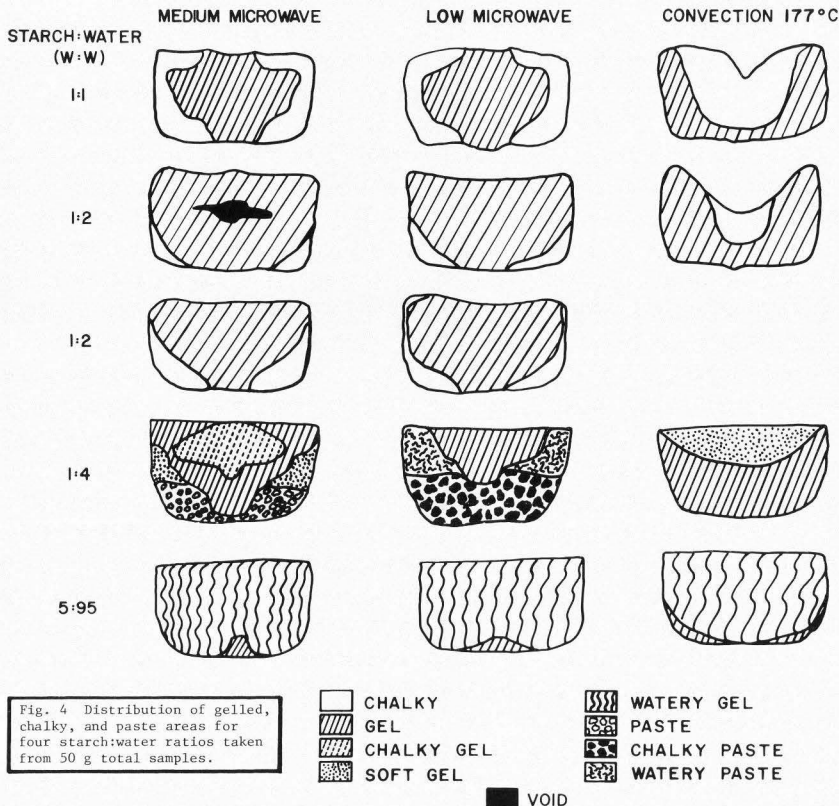 MEDIUM MICROWAVE
LOW MICROWAVE
CONVECTION 177°C
STARCH:WATER
(W:W)
1:1
1:2
1:2
1:4
5:95
Fig. 4 Distribution of gelled,
chalky, and paste areas for
four starch:water ratios taken
from 50 g total samples.
CHALKY
GEL
CHALKY GEL
SOFT GEL
WATERY GEL
PASTE
CHALKY PASTE
WATERY PASTE
VOID